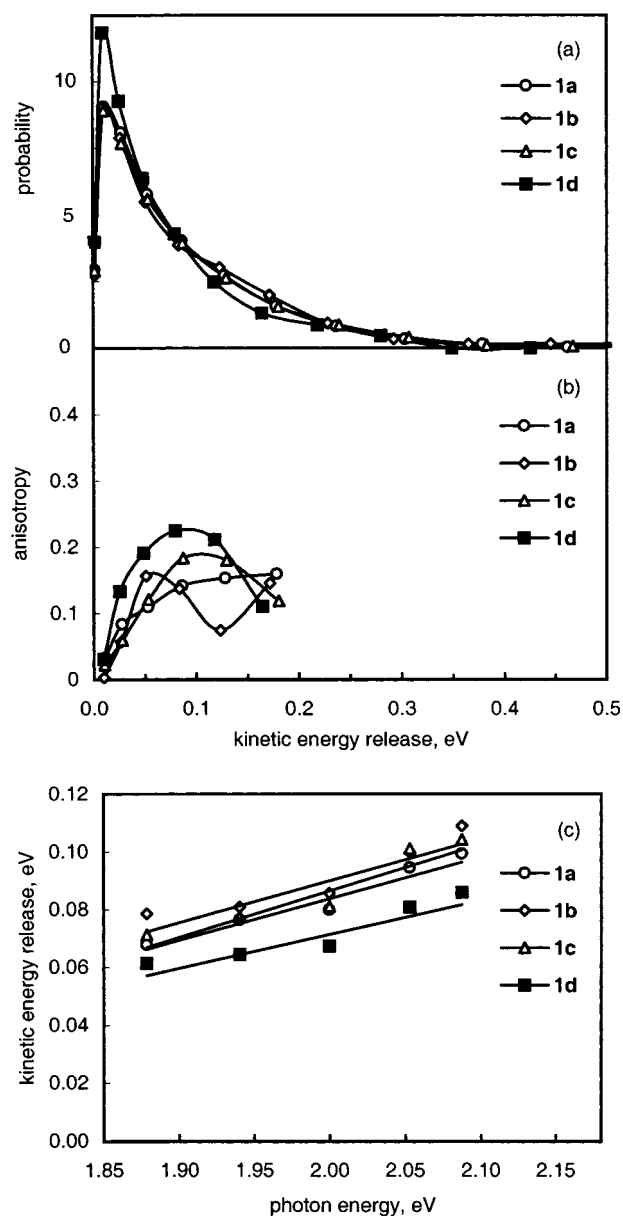 (a)
1a
1b
1c
1d
10
5
0
probability
(b)
1a
1b
1c
1d
0.4
0.3
0.2
0.1
0
anisotropy
0.0 0.1 0.2 0.3 0.4 0.5
kinetic energy release, eV
(c)
1a
1b
1c
1d
0.12
0.10
0.08
0.06
0.04
0.02
0.00
kinetic energy release, eV
1.85 1.90 1.95 2.00 2.05 2.10 2.15
photon energy, eV